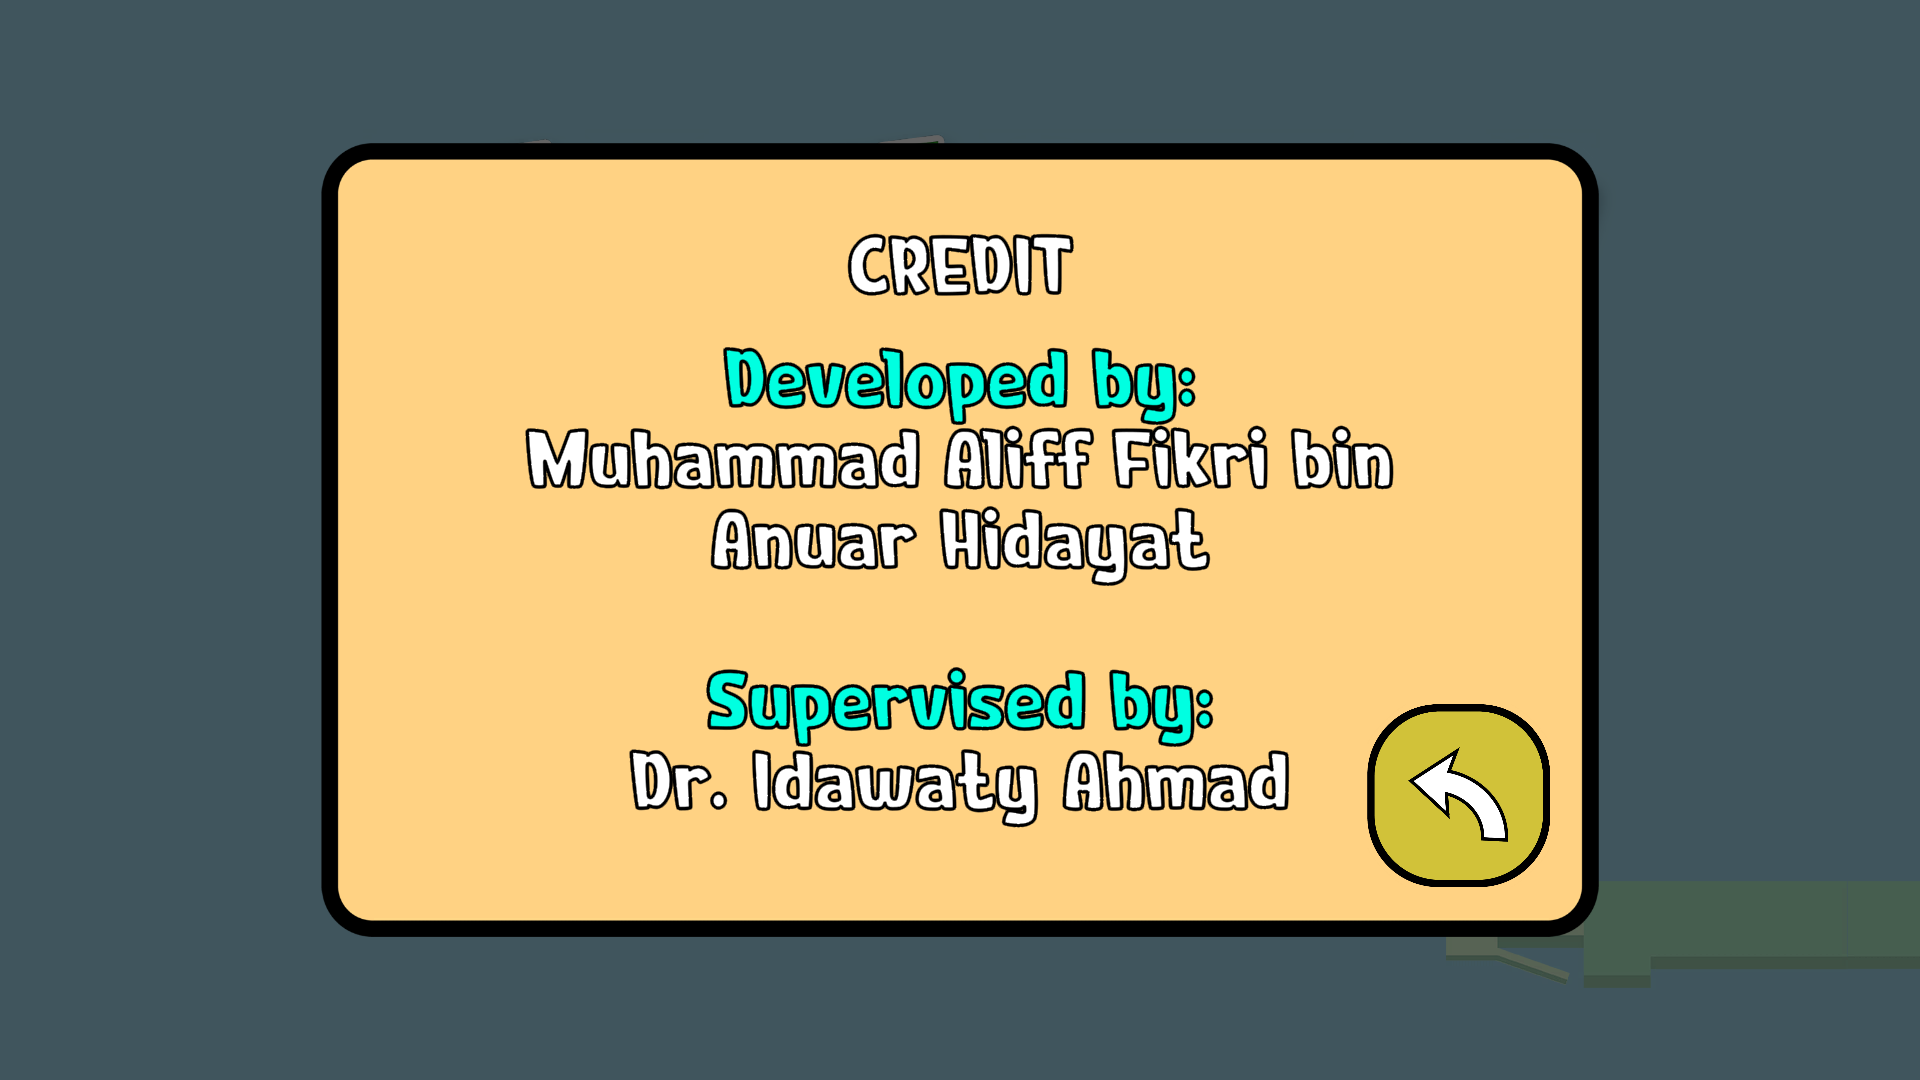 CREDIT
Developed by:
Muhammad Aliff Fikri bin
Anuar Hidayat
Supervised by:
Dr. Idawaty Ahmad